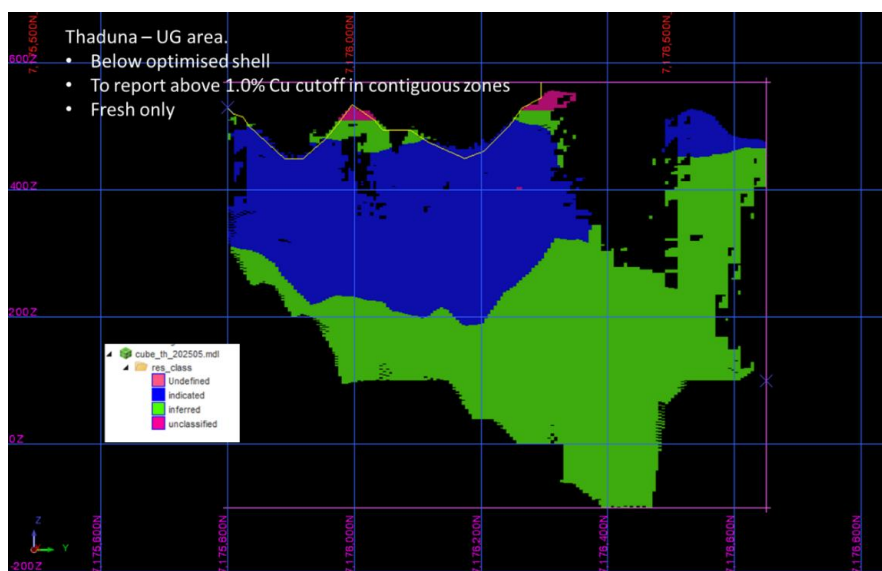 7,175,500N
7,176,000N
7,176,500N
Thaduna – UG area.
• Below optimised shell
• To report above 1.0% Cu cutoff in contiguous zones
• Fresh only
600Z
400Z
200Z
cube_th_202505.mdl
res_class
Undefined
indicated
inferred
unclassified
0Z
-200Z
Z
Y
7,175,600N
7,175,800N
7,176,000N
7,176,200N
7,176,400N
7,176,600N
7,176,800N